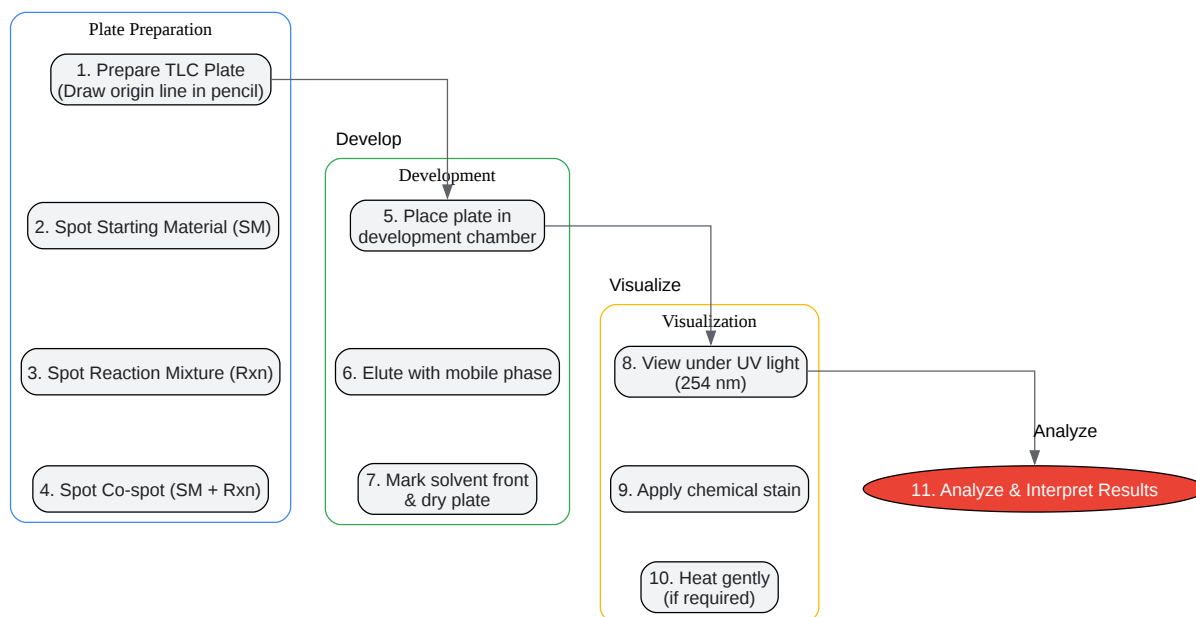 Plate Preparation
1. Prepare TLC Plate
(Draw origin line in pencil)
2. Spot Starting Material (SM)
3. Spot Reaction Mixture (Rxn)
4. Spot Co-spot (SM + Rxn)
Develop
Development
5. Place plate in
development chamber
6. Elute with mobile phase
7. Mark solvent front
& dry plate
Visualize
Visualization
8. View under UV light
(254 nm)
9. Apply chemical stain
10. Heat gently
(if required)
Analyze
11. Analyze & Interpret Results